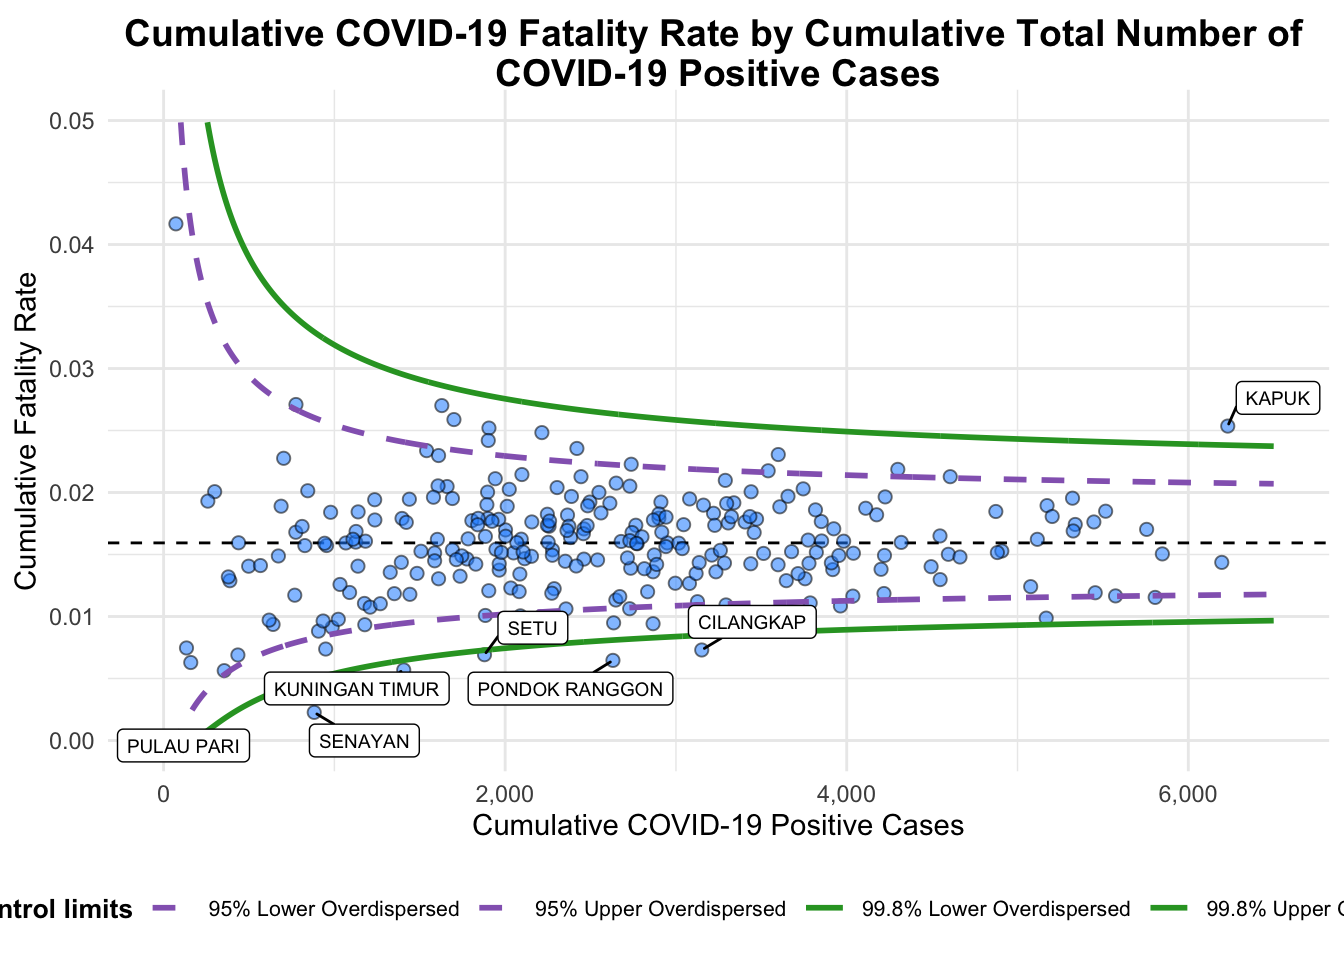 Cumulative COVID-19 Fatality Rate by Cumulative Total Number of
COVID-19 Positive Cases
Cumulative Fatality Rate
0.05
0.04
0.03
0.02
0.01
0.00
KAPUK
SETU
CILANGKAP
KUNINGAN TIMUR
PONDOK RANGGON
PULAU PARI
SENAYAN
0
2,000
4,000
6,000
Cumulative COVID-19 Positive Cases
ntrol limits
95% Lower Overdispersed
95% Upper Overdispersed
99.8% Lower Overdispersed
99.8% Upper